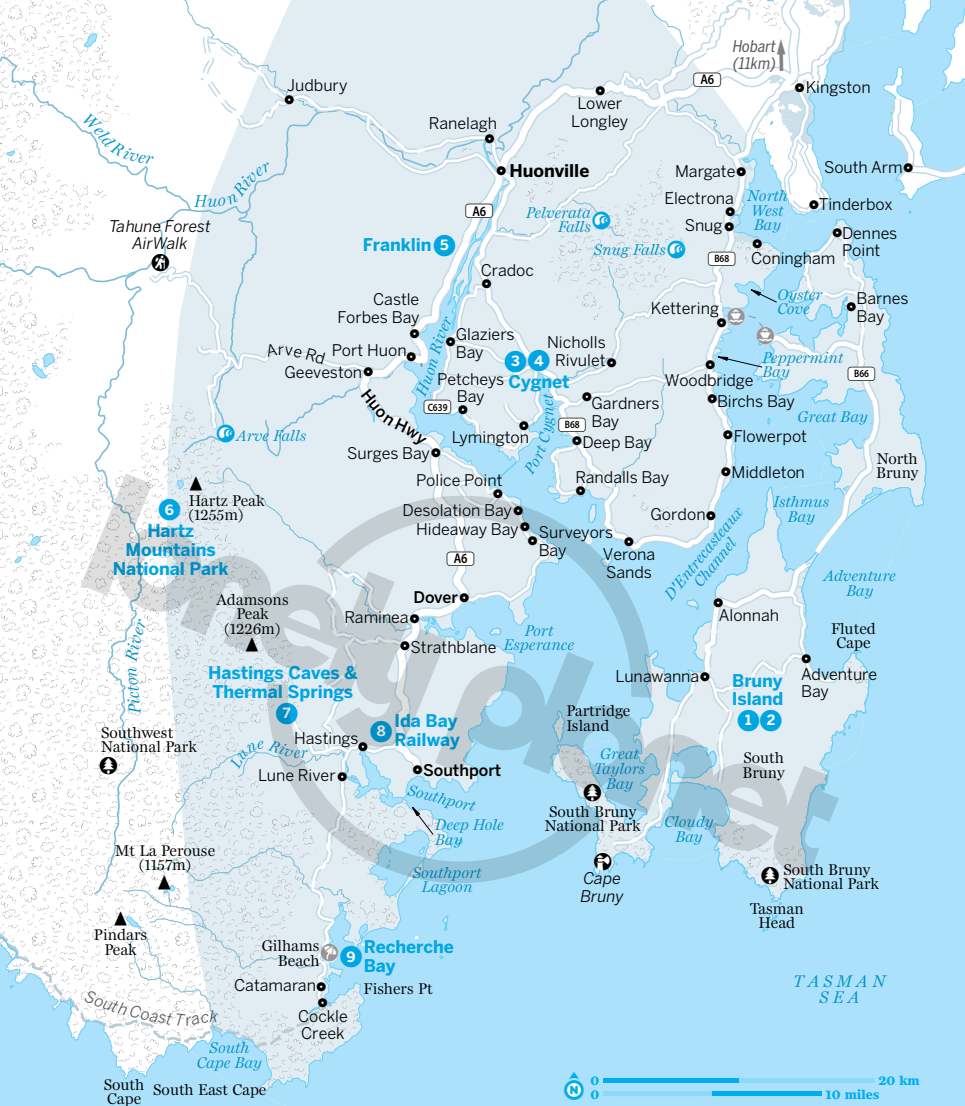 Hobart
(11km)
A6
Kingston
Judbury
Lower
Longley
Ranelagh
Weld River
Huonville
Margate
South Arm
Huon River
Electrona
North
West
Bay
Tinderbox
A6
Pelverata
Falls
Snug
Tahune Forest
AirWalk
Franklin 5
Snug Falls
Dennes
Point
Coningham
B68
Cradoc
Oyster
Cove
Castle
Forbes Bay
Kettering
Barnes
Bay
Huon River
Glaziers
Bay
Nicholls
Rivulet
Arve Rd
Port Huon
3 4
Cygnet
Peppermint
Bay
Geeveston
Petcheys
Bay
Woodbridge
B66
Huon Hwy
C639
Gardners
Bay
Birchs Bay
Great Bay
Port Cygnet
B68
Arve Falls
Lymington
Deep Bay
Flowerpot
Surges Bay
North
Bruny
Police Point
Randalls Bay
Middleton
Hartz Peak
(1255m)
6
Hartz
Mountains
National Park
Desolation Bay
Isthmus
Bay
Gordon
Hideaway Bay
Surveyors
Bay
Verona
Sands
D'Entrecasteaux
Channel
A6
Adventure
Bay
Adamsons
Peak
(1226m)
Dover
Alonnah
Raminea
Port
Esperance
Fluted
Cape
Strathblane
Picton River
Hastings Caves &
Thermal Springs
7
Lunawanna
Bruny
Island
1 2
Adventure
Bay
lonely planet
8
Ida Bay
Railway
Partridge
Island
Southwest
National Park
Hastings
Lune River
Great
Taylors
Bay
South
Bruny
Lune River
Southport
Southport
South Bruny
National Park
Cloudy
Bay
Deep Hole
Bay
Mt La Perouse
(1157m)
Southport
Lagoon
Cape
Bruny
South Bruny
National Park
Tasman
Head
Pindars
Peak
Gilhams
Beach
9
Recherche
Bay
Catamaran
Fishers Pt
TASMAN
SEA
South Coast Track
Cockle
Creek
South
Cape Bay
South
Cape
South East Cape
N
0 20 km
0 10 miles